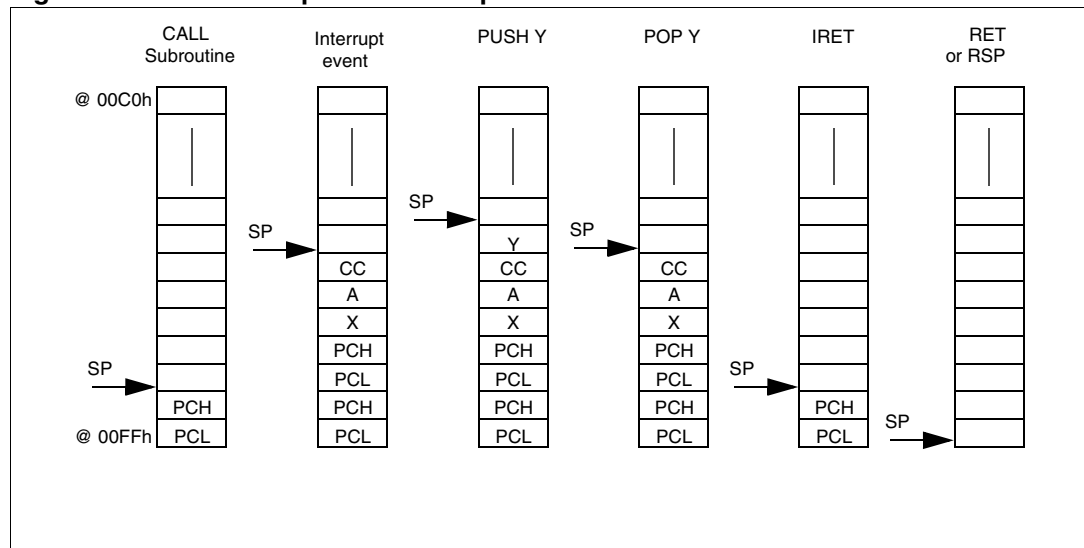 CALL
Subroutine
Interrupt
event
PUSH Y
POP Y
IRET
RET
or RSP
@ 00C0h
SP
SP
SP
Y
CC
CC
CC
A
A
A
X
X
X
PCH
PCH
PCH
SP
SP
PCL
PCL
PCL
PCH
PCH
PCH
PCH
PCH
SP
@ 00FFh
PCL
PCL
PCL
PCL
PCL